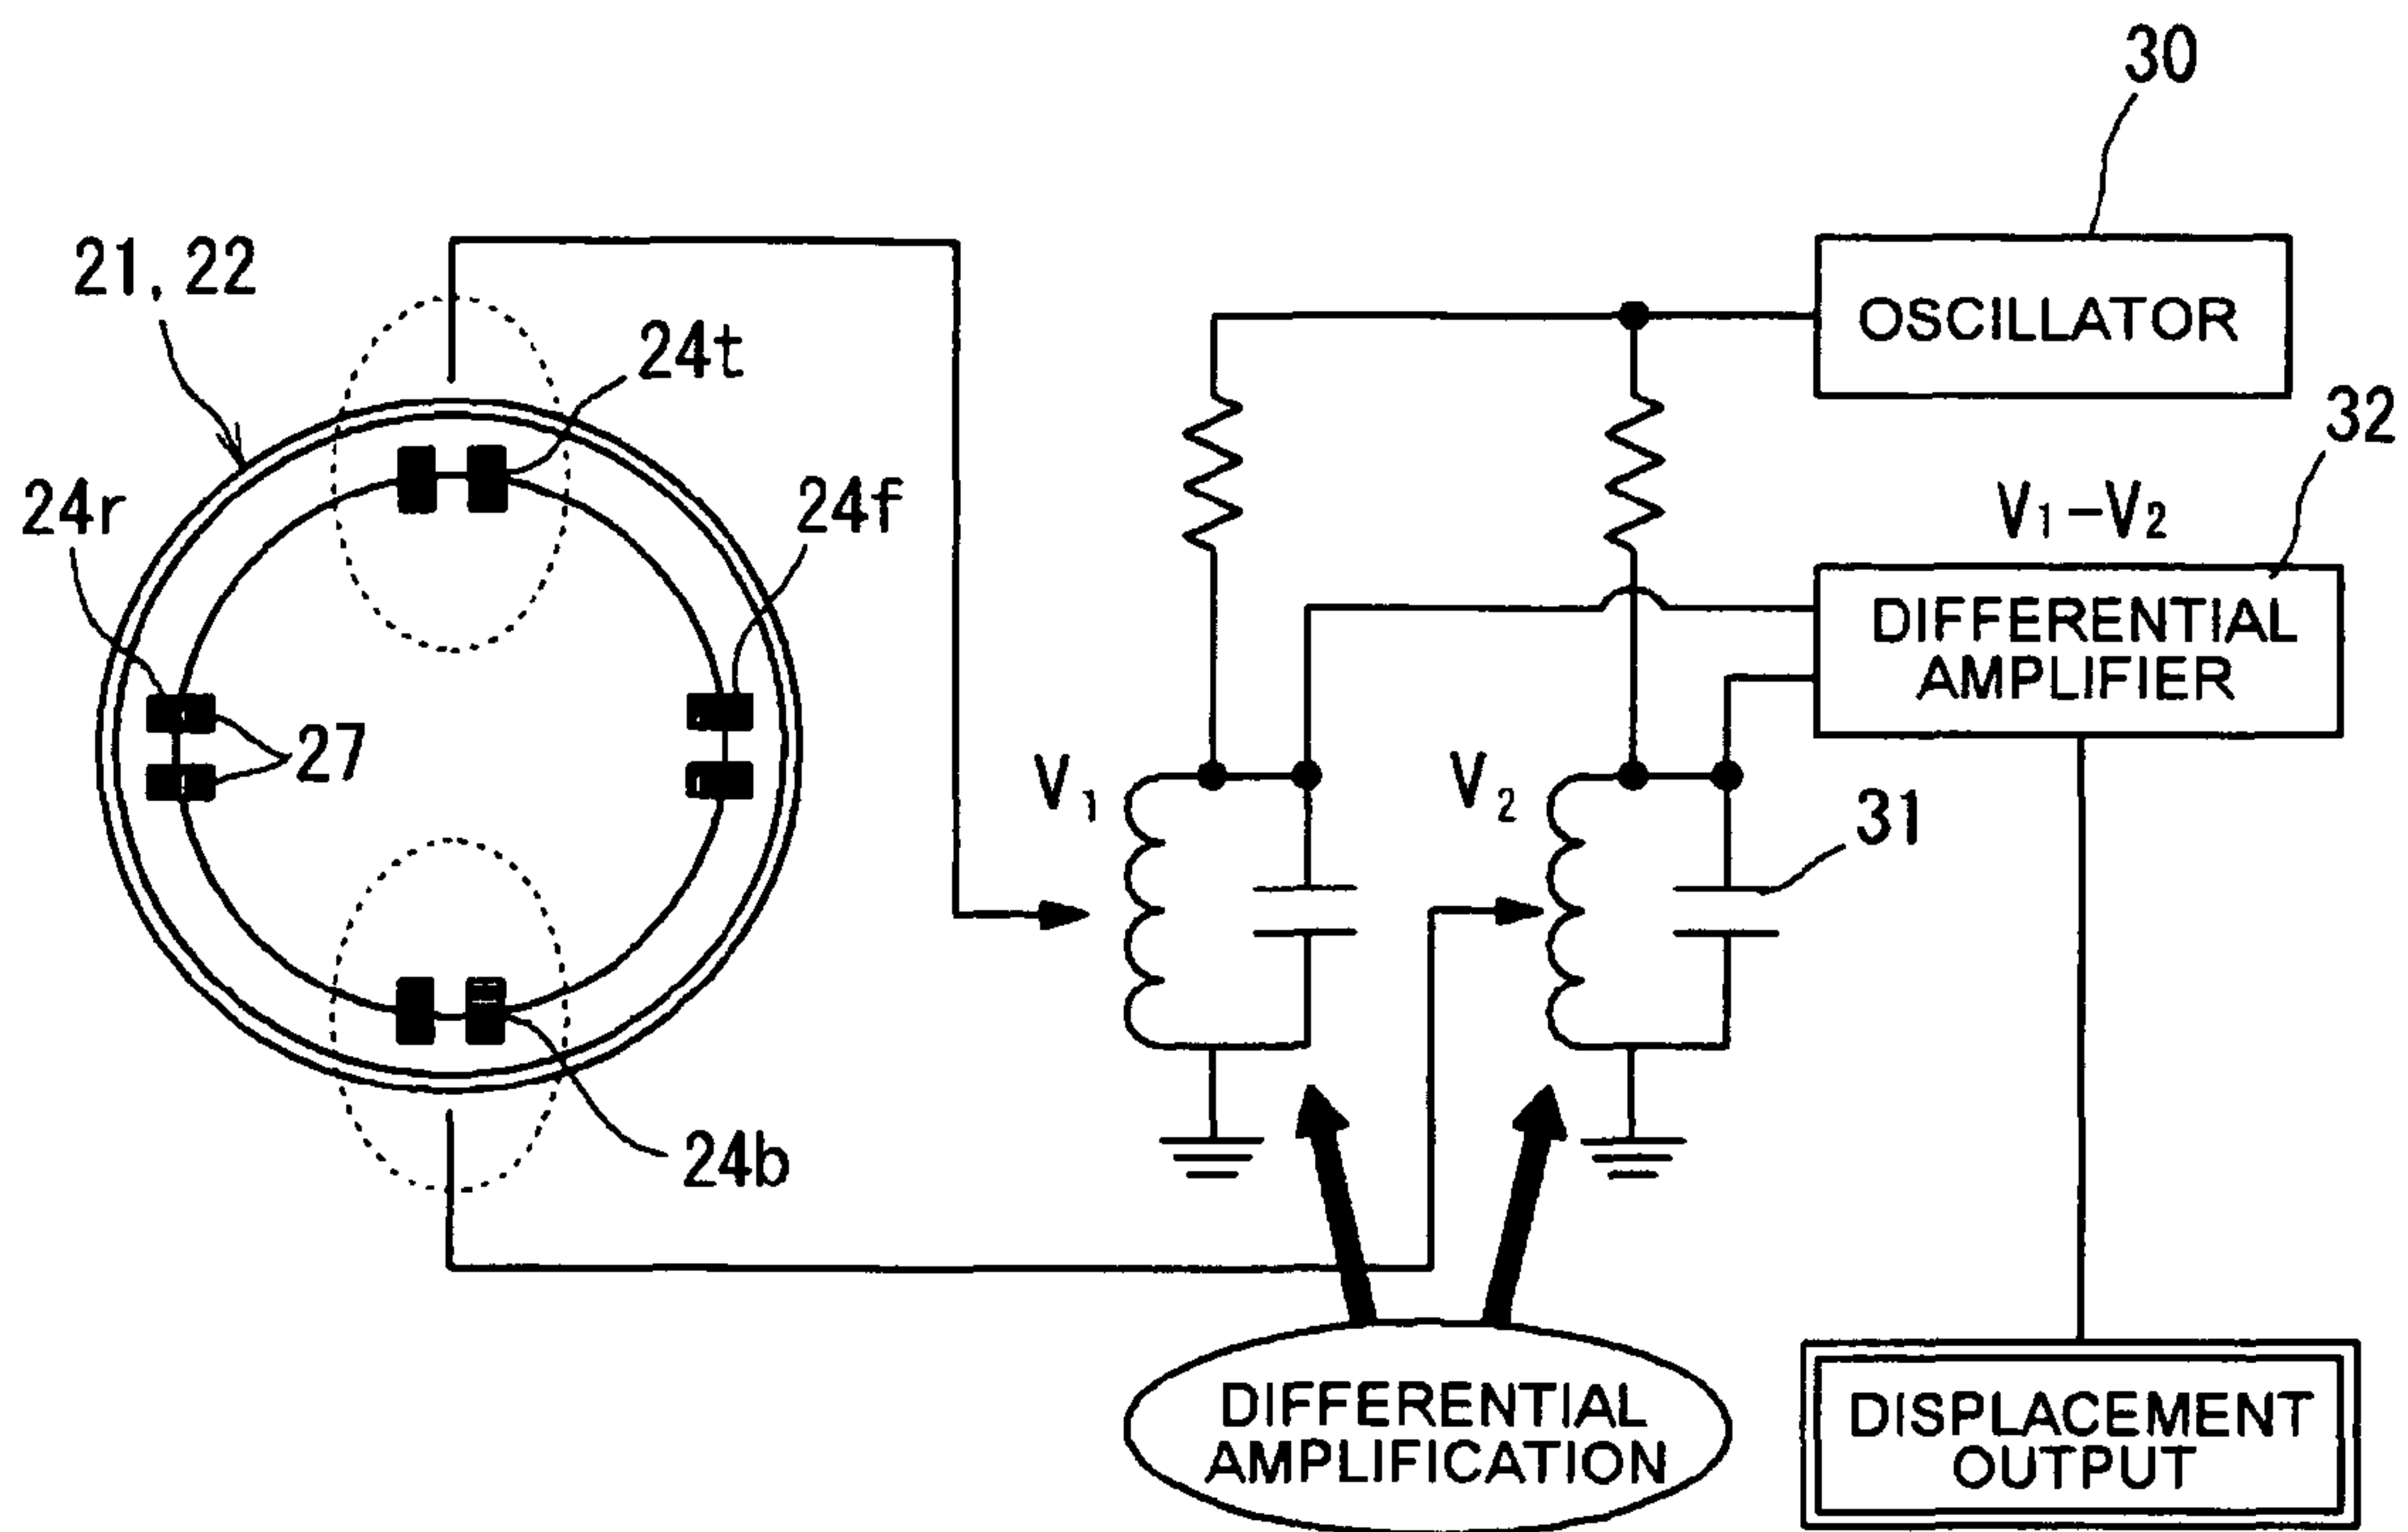 30
21, 22
24t
OSCILLATOR
32
24r
24f
V₁−V₂
DIFFERENTIAL
AMPLIFIER
27
V₁
V₂
31
24b
DIFFERENTIAL
AMPLIFICATION
DISPLACEMENT
OUTPUT